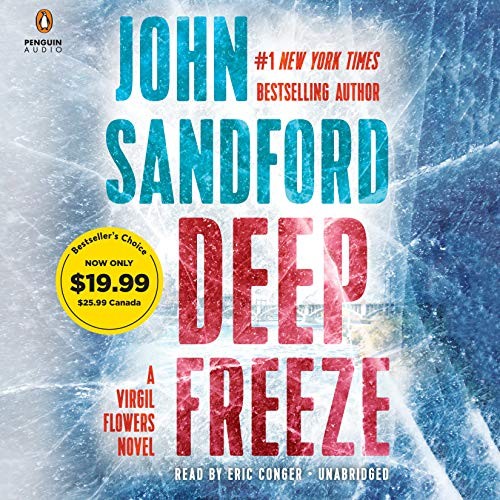 Penguin
AUDIO
JOHN
#1 NEW YORK TIMES
BESTSELLING AUTHOR
SANDFORD
DEEP
Bestseller's Choice
NOW ONLY
$19.99
$25.99 Canada
FREEZE
A
VIRGIL
FLOWERS
NOVEL
READ BY ERIC CONGER - UNABRIDGED